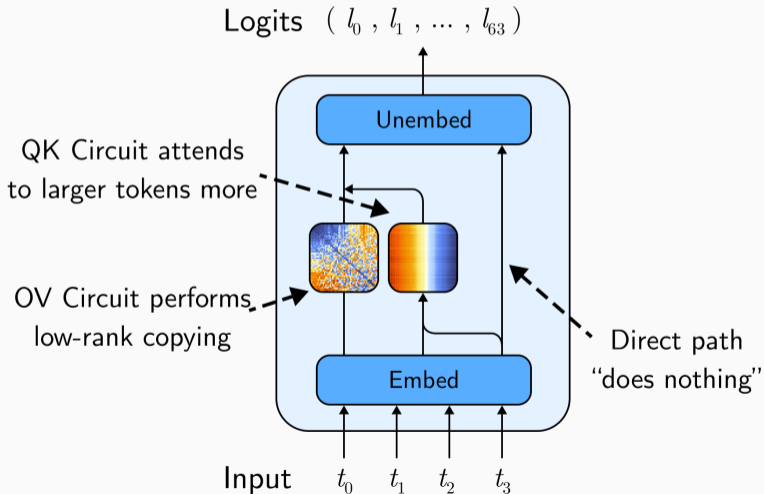 Logits ( l0 , l1 , ... , l63 )
Unembed
QK Circuit attends
to larger tokens more
OV Circuit performs
low-rank copying
Direct path
“does nothing”
Embed
Input t0 t1 t2 t3